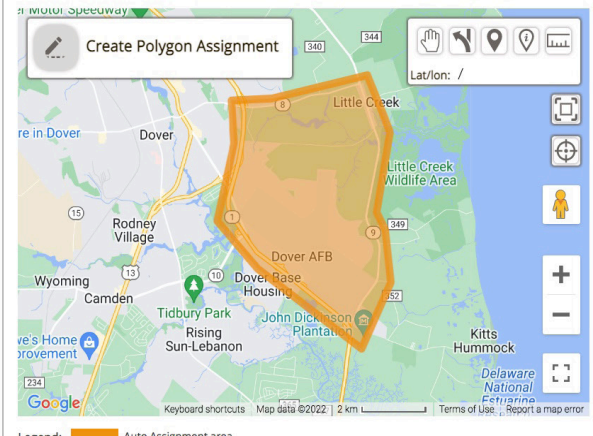 er Motor Speedway
Create Polygon Assignment
340
344
Lat/lon: /
8
Little Creek
re in Dover
Dover
Little Creek
Wildlife Area
15
1
349
Rodney
Village
9
Dover AFB
13
10
Dover Base
Housing
Wyoming
Camden
352
Tidbury Park
John Dickinson
Plantation
Rising
Sun-Lebanon
Kitts
Hummock
ve's Home
provement
234
Delaware
National
Estuarine
Google
Keyboard shortcuts Map data ©2022 2 km Terms of Use Report a map error
Legend: Auto Assignment area